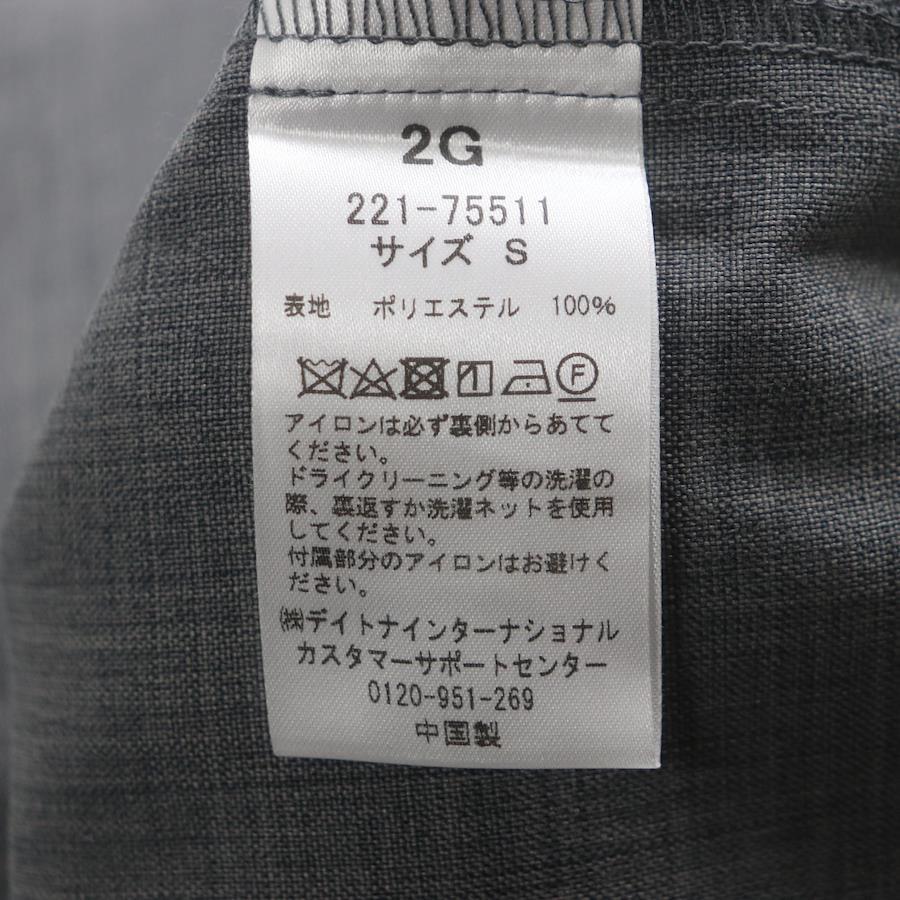 2G
221-75511
サイズ S
表地 ポリエステル 100%
F
アイロンは必ず裏側からあてて
ください。
ドライクリーニング等の洗濯の
際、裏返すか洗濯ネットを使用
してください。
付属部分のアイロンはお避けく
ださい。
㈱デイトナインターナショナル
カスタマーサポートセンター
0120-951-269
中国製